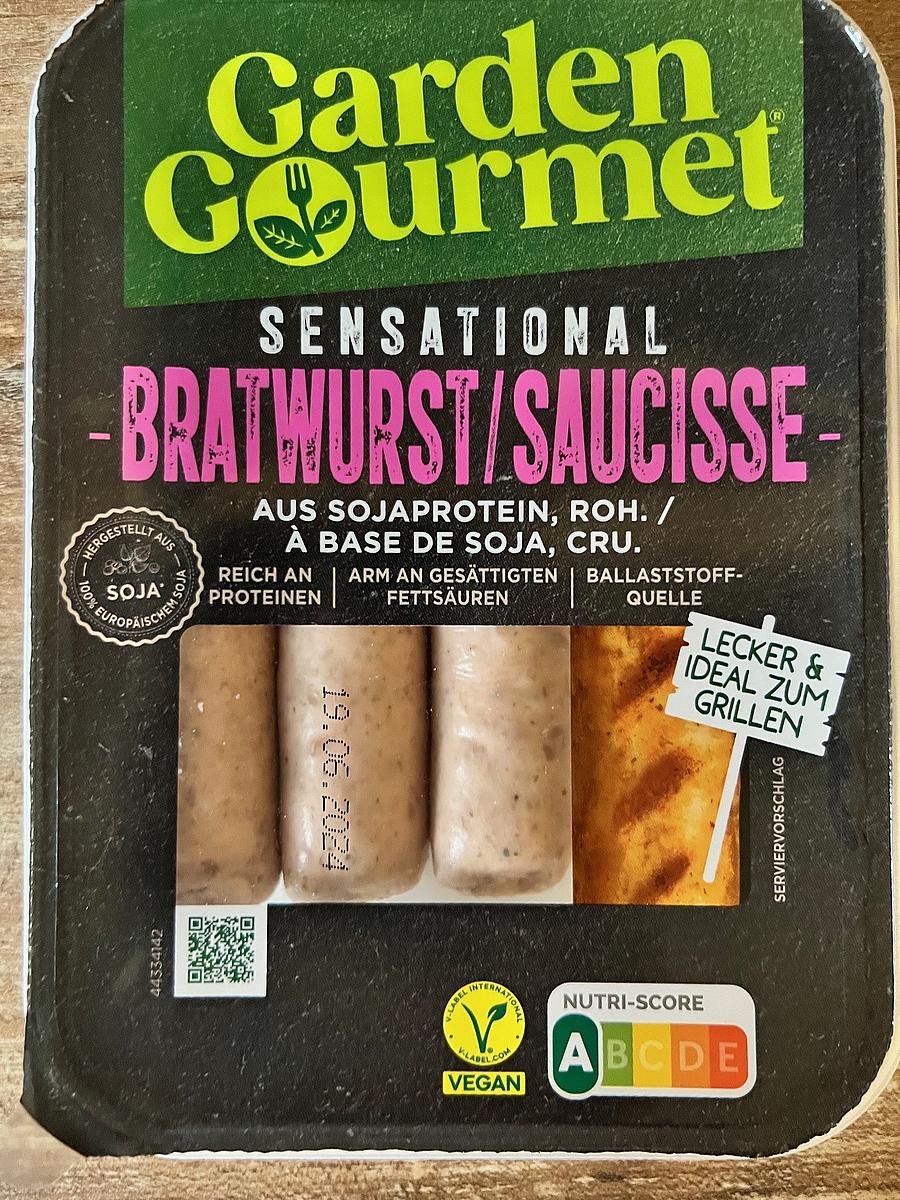 Garden
Gourmet®
SENSATIONAL
-BRATWURST/SAUCISSE-
AUS SOJAPROTEIN, ROH. /
À BASE DE SOJA, CRU.
HERGESTELLT AUS
SOJA*
100% EUROPÄISCHEM SOJA
REICH AN
PROTEINEN
ARM AN GESÄTTIGTEN
FETTSÄUREN
BALLASTSTOFF-
QUELLE
LECKER &
IDEAL ZUM
GRILLEN
19.06.2024
SERVIERVORSCHLAG
44334142
V-LABEL INTERNATIONAL
V-LABEL.COM
VEGAN
NUTRI-SCORE
A B C D E